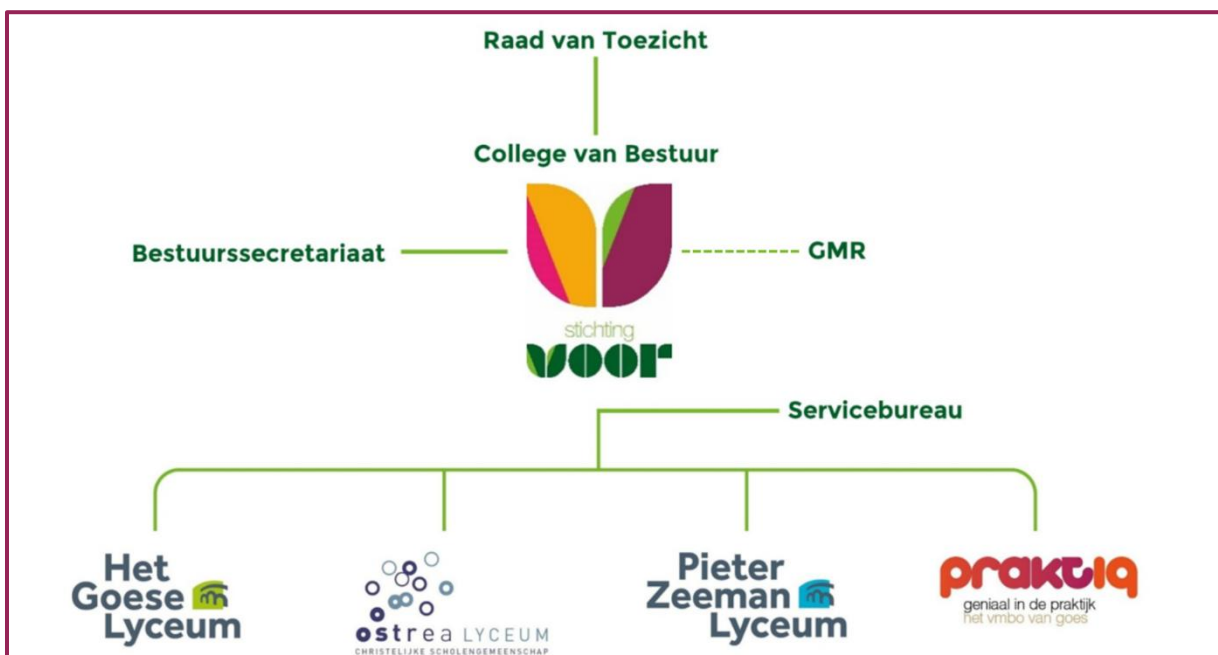 Raad van Toezicht
College van Bestuur
Bestuurssecretariaat
GMR
stichting
voor
Servicebureau
Het
Goese
Lyceum
ostrea LYCEUM
CHRISTELIJKE SCHOLENGEMEENSCHAP
Pieter
Zeeman
Lyceum
praktiq
geniaal in de praktijk
het vmbo van goes